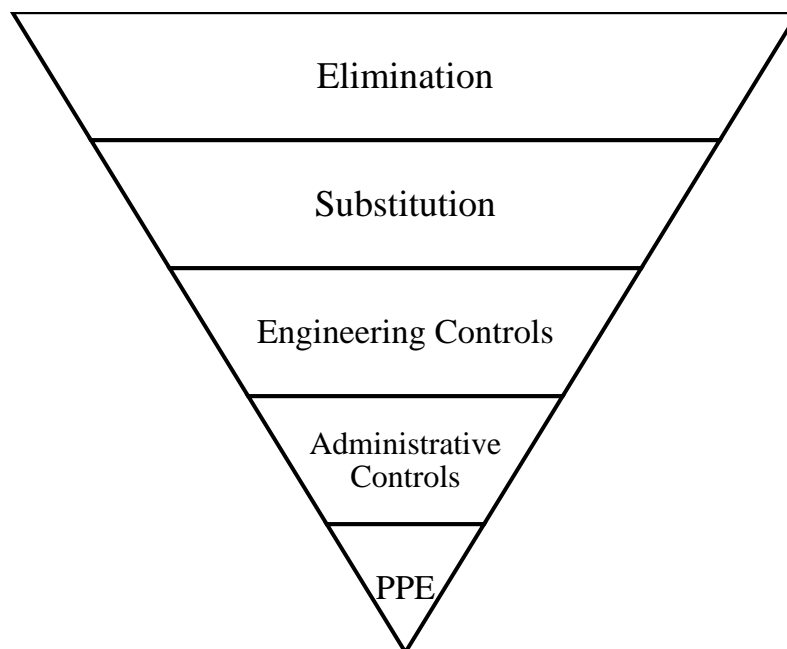 Elimination
Substitution
Engineering Controls
Administrative
Controls
PPE